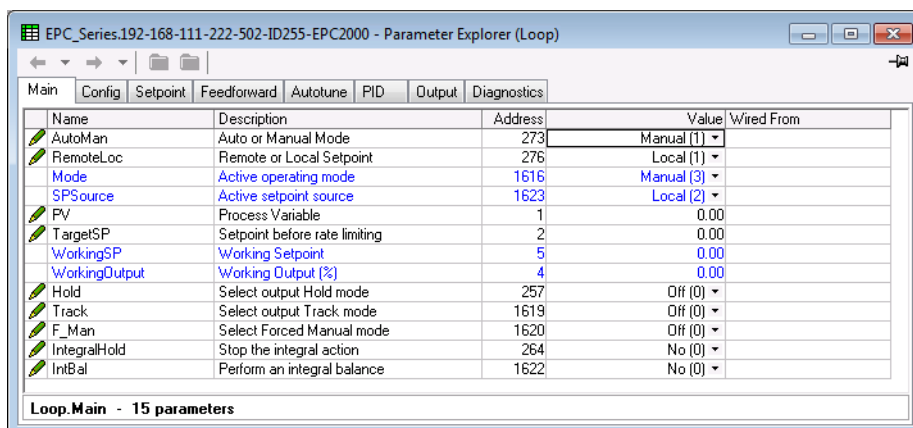 EPC_Series.192-168-111-222-502-ID255-EPC2000 - Parameter Explorer (Loop)
Main Config Setpoint Feedforward Autotune PID Output Diagnostics
Name Description Address Value Wired From
AutoMan Auto or Manual Mode 273 Manual (1)
RemoteLoc Remote or Local Setpoint 276 Local (1)
Mode Active operating mode 1616 Manual (3)
SPSource Active setpoint source 1623 Local (2)
PV Process Variable 1 0.00
TargetSP Setpoint before rate limiting 2 0.00
WorkingSP Working Setpoint 5 0.00
WorkingOutput Working Output (%) 4 0.00
Hold Select output Hold mode 257 Off (0)
Track Select output Track mode 1619 Off (0)
F_Man Select Forced Manual mode 1620 Off (0)
IntegralHold Stop the integral action 264 No (0)
IntBal Perform an integral balance 1622 No (0)
Loop.Main - 15 parameters